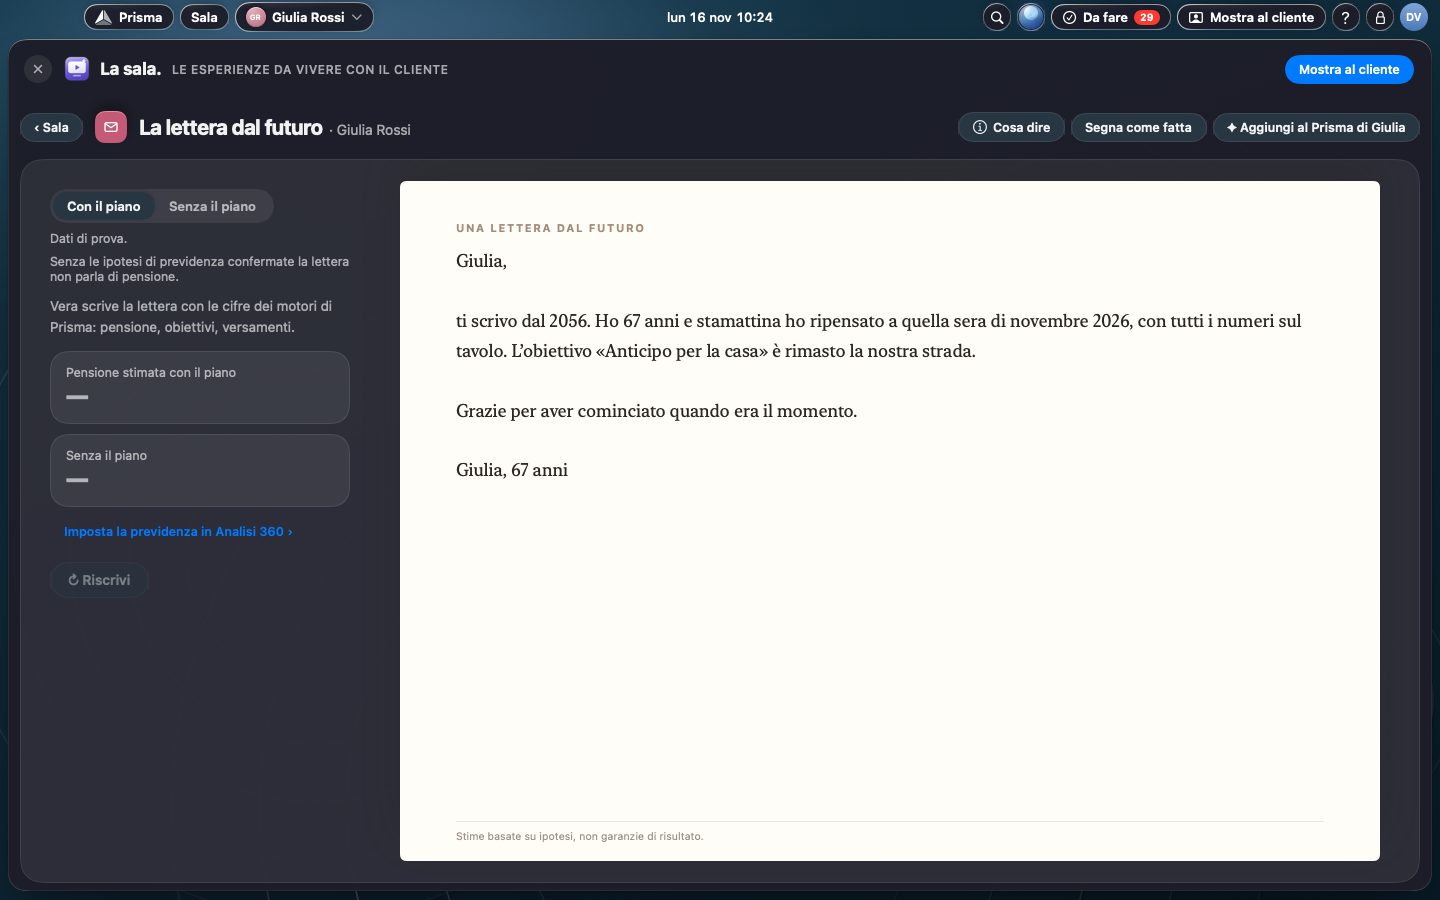 Prisma
Sala
GR
Giulia Rossi
lun 16 nov 10:24
Da fare 29
Mostra al cliente
?
DV
La sala. LE ESPERIENZE DA VIVERE CON IL CLIENTE
Mostra al cliente
‹ Sala
La lettera dal futuro · Giulia Rossi
Cosa dire
Segna come fatta
Aggiungi al Prisma di Giulia
Con il piano
Senza il piano
Dati di prova.
Senza le ipotesi di previdenza confermate la lettera
non parla di pensione.
Vera scrive la lettera con le cifre dei motori di
Prisma: pensione, obiettivi, versamenti.
Pensione stimata con il piano
—
Senza il piano
—
Imposta la previdenza in Analisi 360 ›
Riscrivi
UNA LETTERA DAL FUTURO
Giulia,
ti scrivo dal 2056. Ho 67 anni e stamattina ho ripensato a quella sera di novembre 2026, con tutti i numeri sul
tavolo. L’obiettivo «Anticipo per la casa» è rimasto la nostra strada.
Grazie per aver cominciato quando era il momento.
Giulia, 67 anni
Stime basate su ipotesi, non garanzie di risultato.